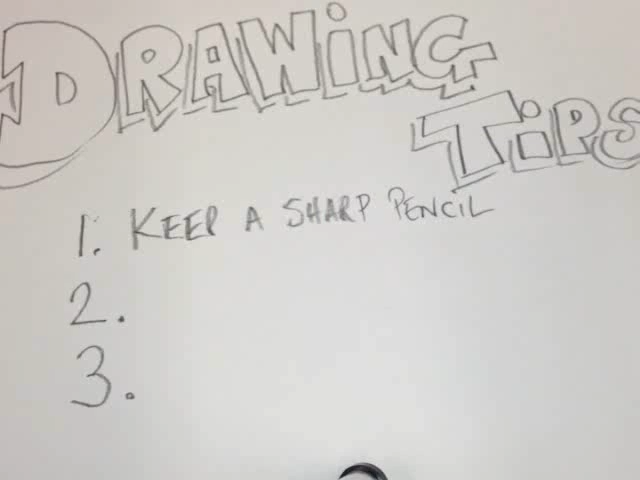 DRAWING
TIPS
1. KEEP A SHARP PENCIL
2.
3.